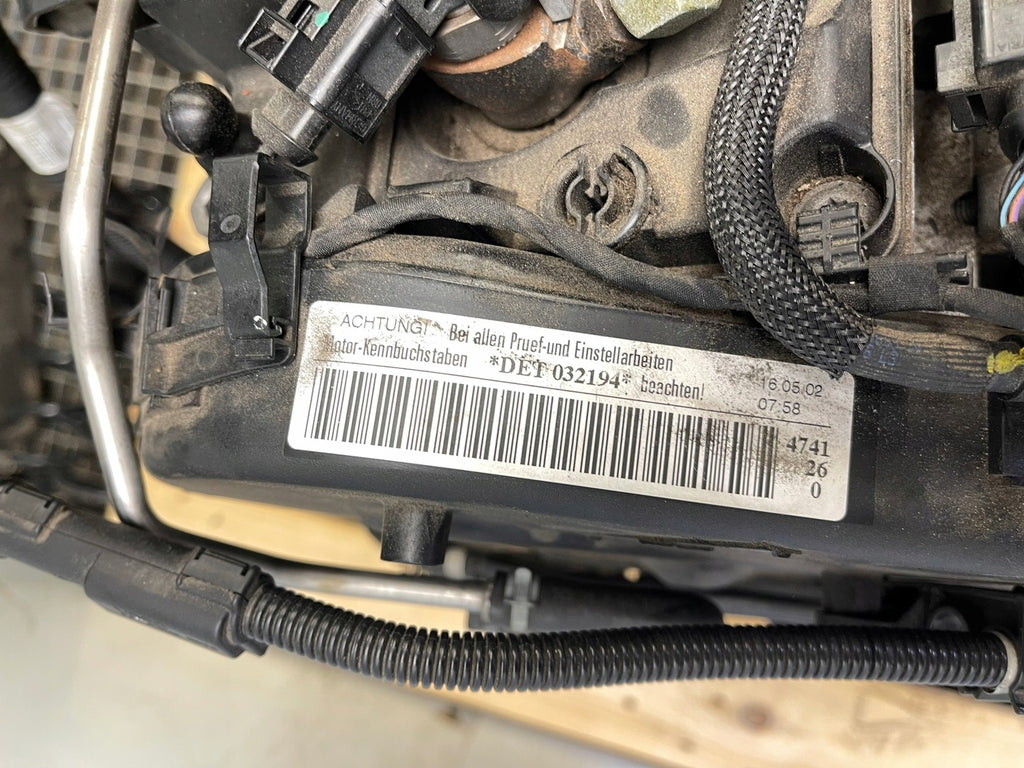 ACHTUNG! Bei allen Pruef-und Einstellarbeiten
Motor-Kennbuchstaben *DET 032194* beachten!
16.05.02
07:58
4741
26
0